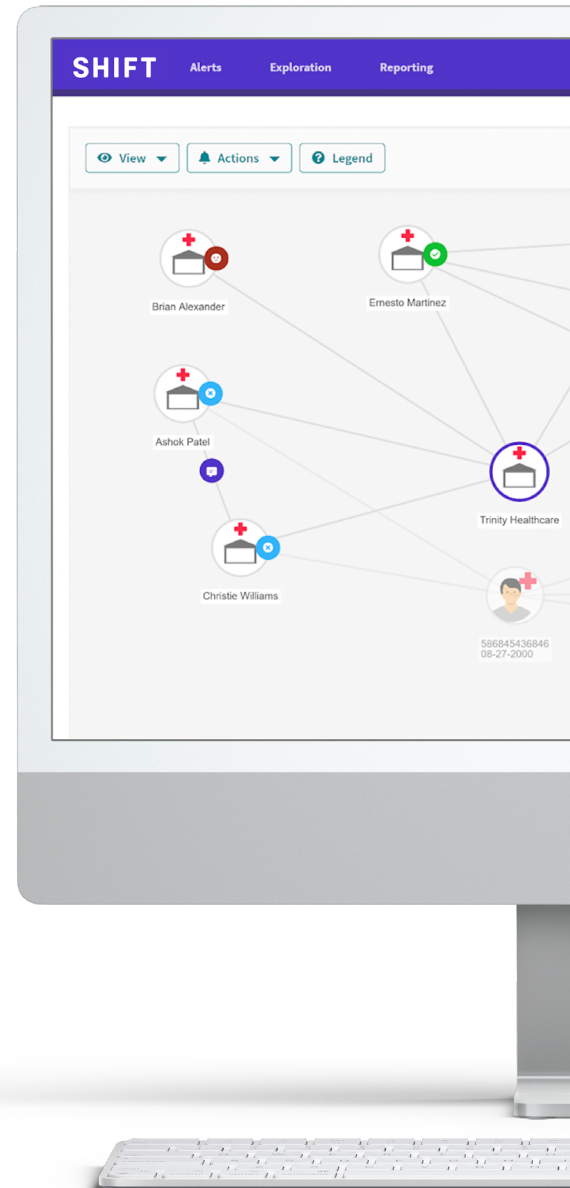 SHIFT Alerts Exploration Reporting
View Actions Legend
Brian Alexander
Ernesto Martinez
Ashok Patel
Trinity Healthcare
Christie Williams
586845436846
08-27-2000